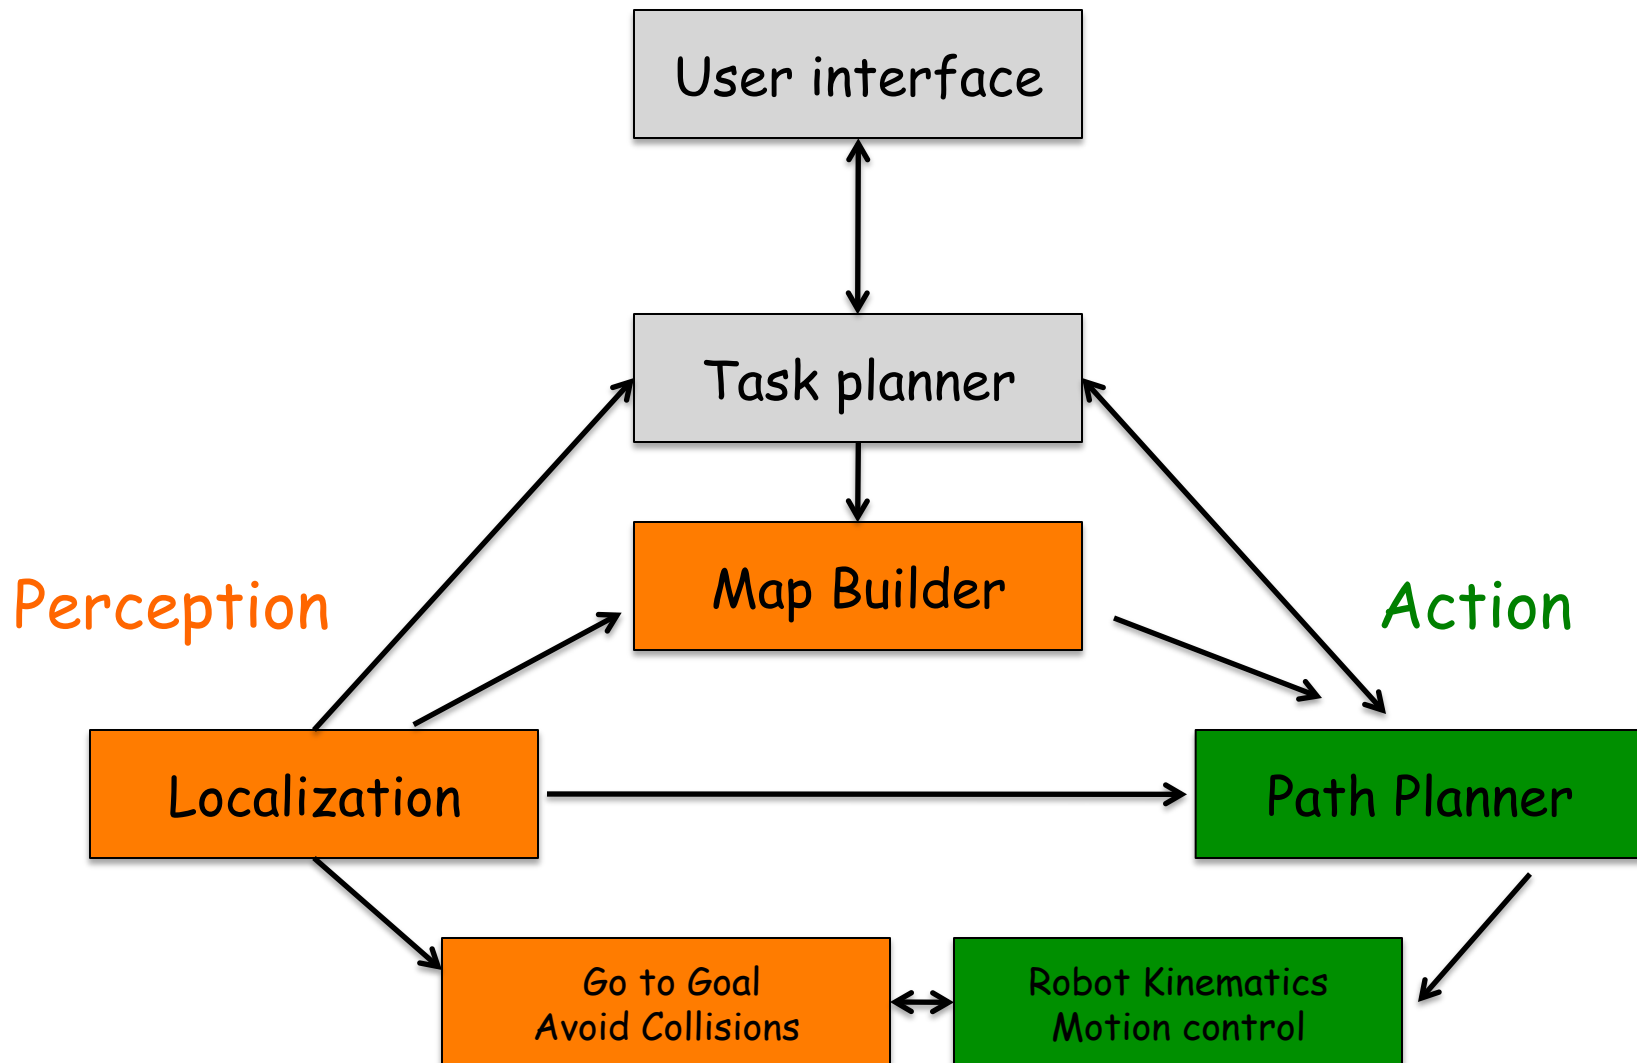 User interface
Task planner
Map Builder
Perception
Action
Localization
Path Planner
Go to Goal
Avoid Collisions
Robot Kinematics
Motion control